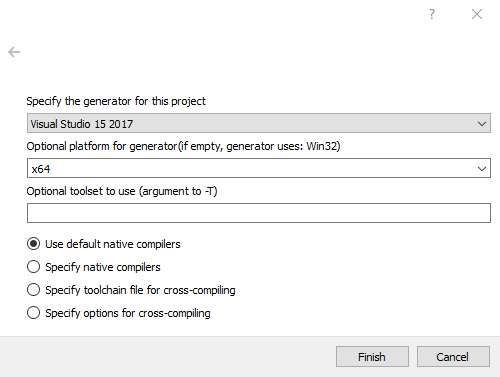 ?
Specify the generator for this project
Visual Studio 15 2017
Optional platform for generator(if empty, generator uses: Win32)
x64
Optional toolset to use (argument to -T)
Use default native compilers
Specify native compilers
Specify toolchain file for cross-compiling
Specify options for cross-compiling
Finish Cancel